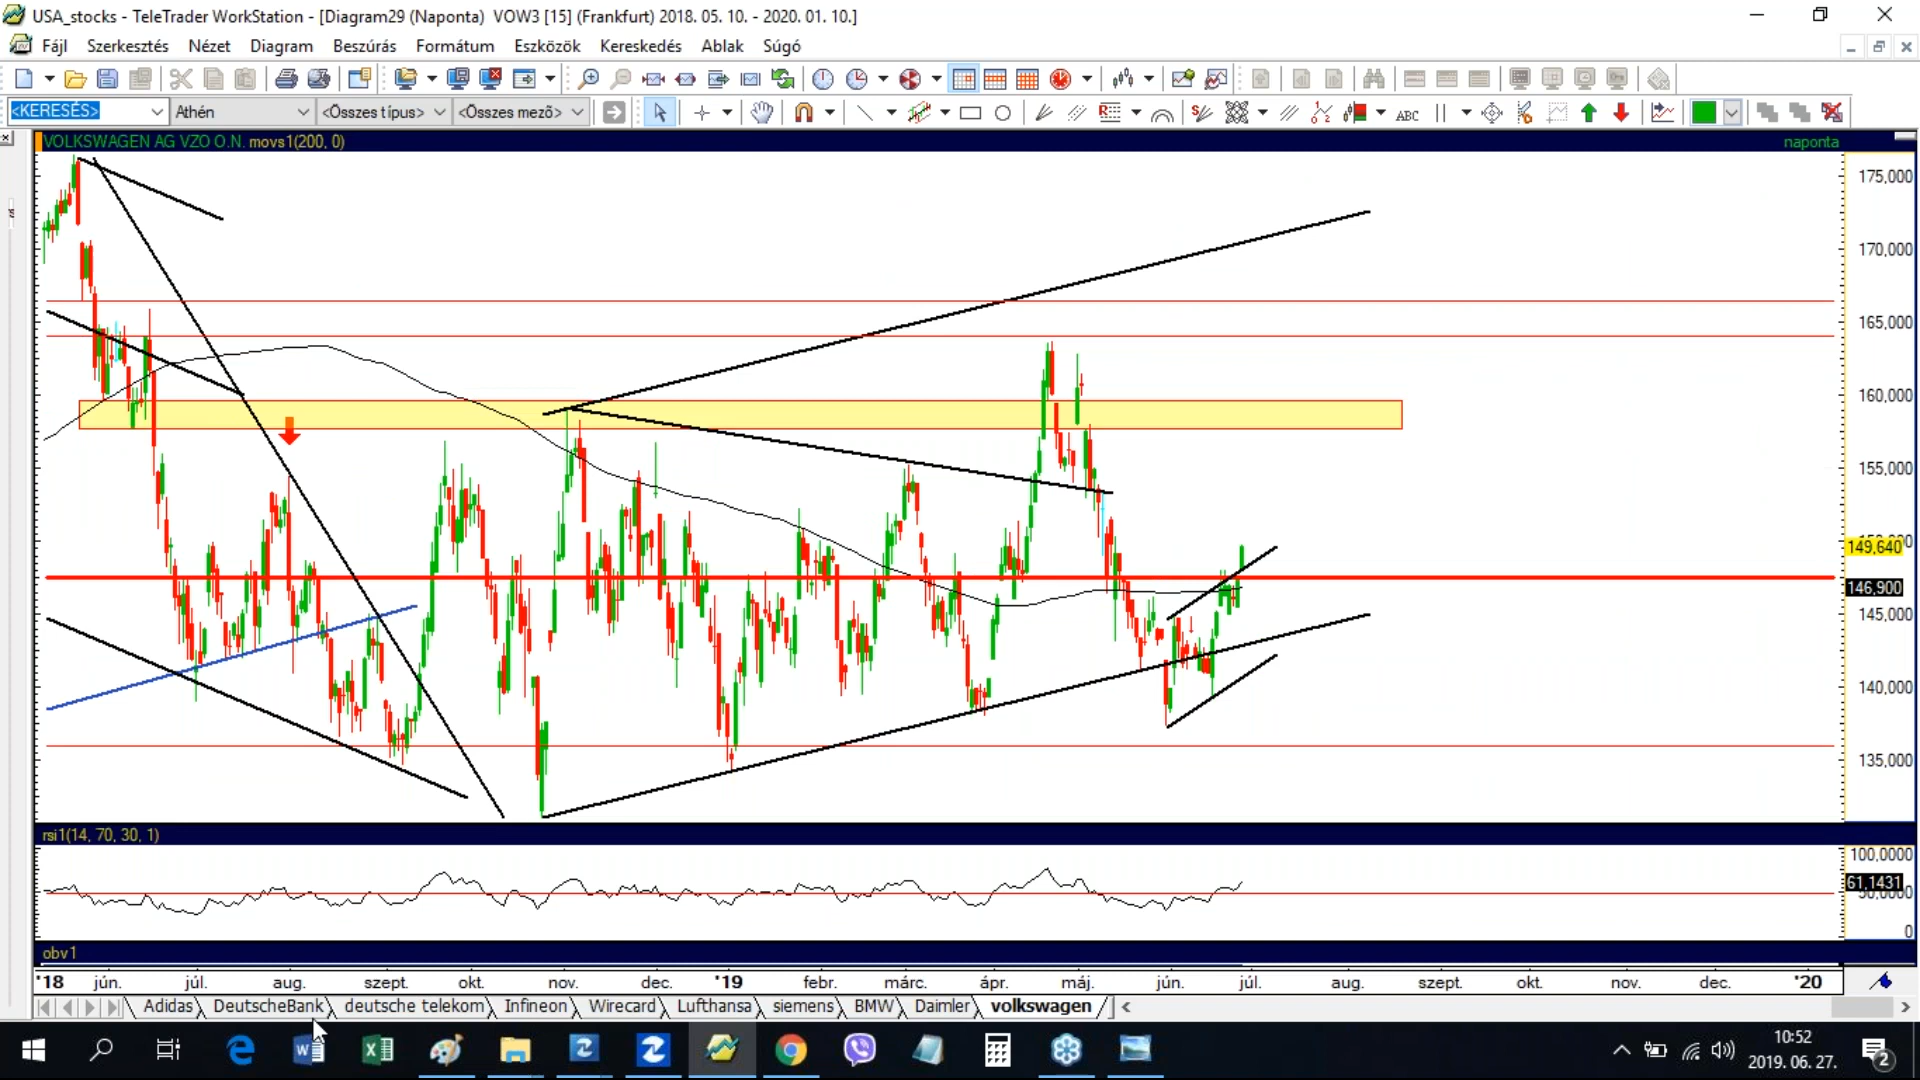 USA_stocks - TeleTrader WorkStation - [Diagram29 (Naponta)  VOW3 [15] (Frankfurt) 2018. 05. 10. - 2020. 01. 10.]
Fájl Szerkesztés Nézet Diagram Beszúrás Formátum Eszközök Kereskedés Ablak Súgó
<KERESÉS> Athén <Összes típus> <Összes mező> ABC
VOLKSWAGEN AG VZO O.N. movs1(200, 0) naponta
175,000
170,000
165,000
160,000
155,000
149,640
146,900
145,000
140,000
135,000
rsi1(14, 70, 30, 1)
100,0000
61,1431
50,0000
0
obv1
'18 jún. júl. aug. szept. okt. nov. dec. '19 febr. márc. ápr. máj. jún. júl. aug. szept. okt. nov. dec. '20
Adidas DeutscheBank deutsche telekom Infineon Wirecard Lufthansa siemens BMW Daimler volkswagen
10:52
2019. 06. 27.
2